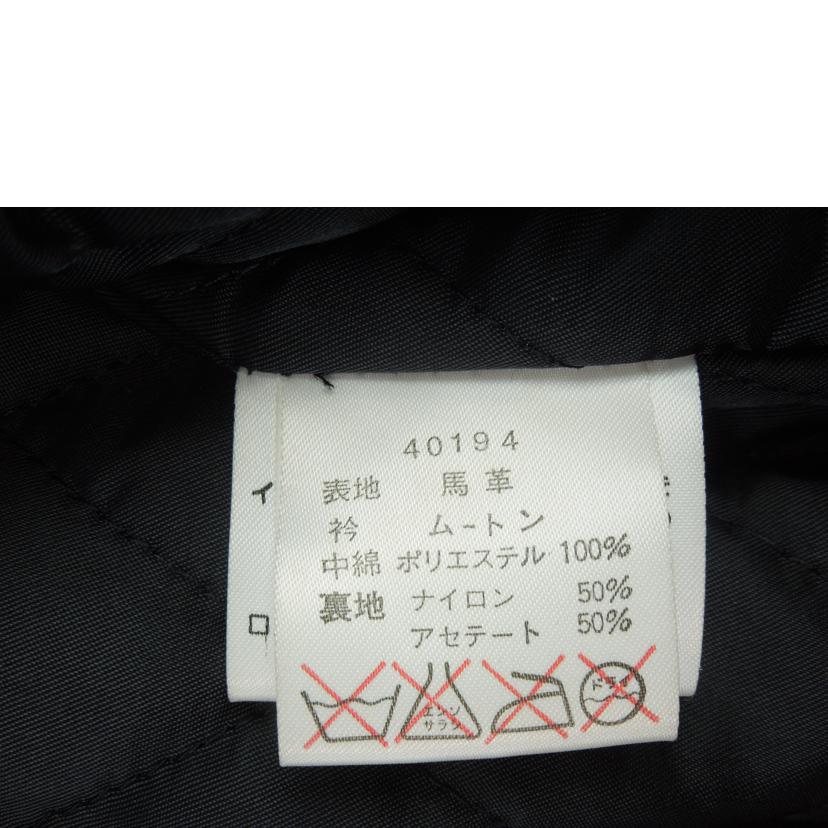 40194
表地 馬革
衿 ムートン
中綿 ポリエステル 100%
裏地 ナイロン 50%
アセテート 50%
イ
ロ
エンソ
サラシ
ドライ